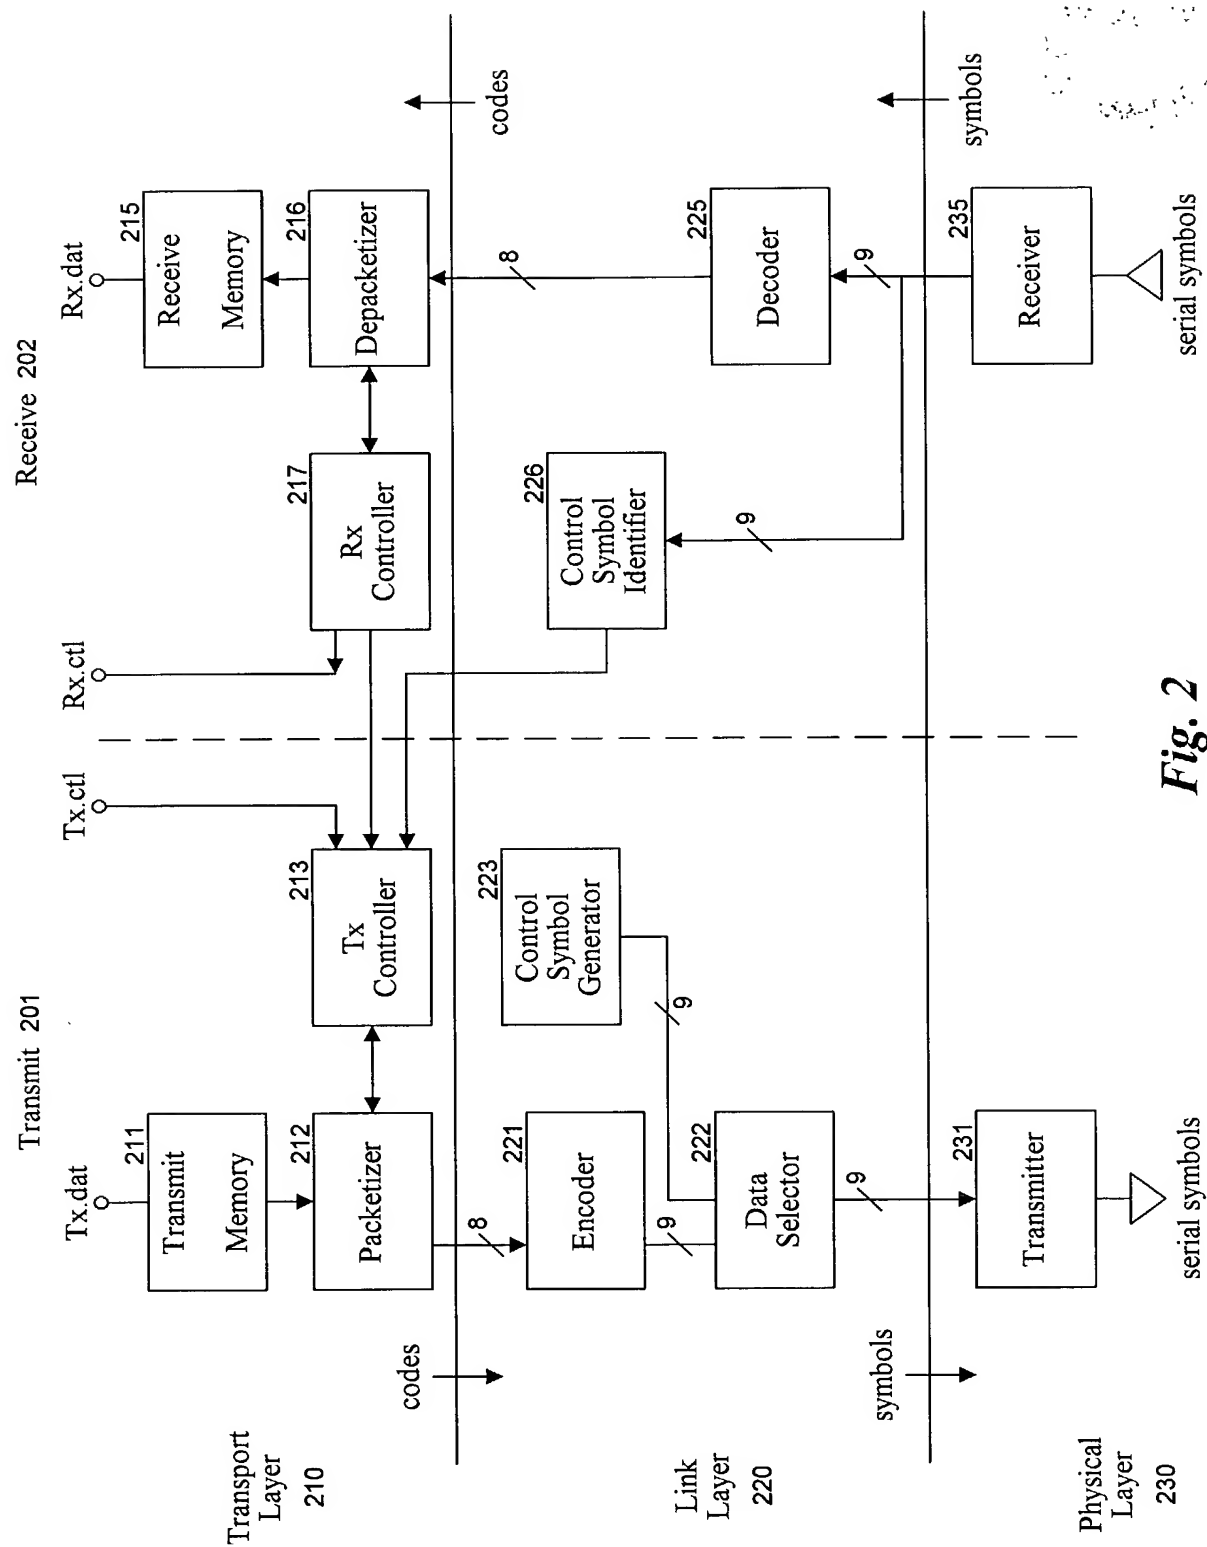 Transmit 201
Receive 202
Tx.dat
Tx.ctl
Rx.ctl
Rx.dat
Transport
Layer
210
211
Transmit
Memory
215
Receive
Memory
212
Packetizer
213
Tx
Controller
217
Rx
Controller
216
Depacketizer
codes
codes
8
8
Link
Layer
220
221
Encoder
223
Control
Symbol
Generator
226
Control
Symbol
Identifier
9
9
9
222
Data
Selector
225
Decoder
9
9
symbols
symbols
Physical
Layer
230
231
Transmitter
235
Receiver
serial symbols
serial symbols
Fig. 2